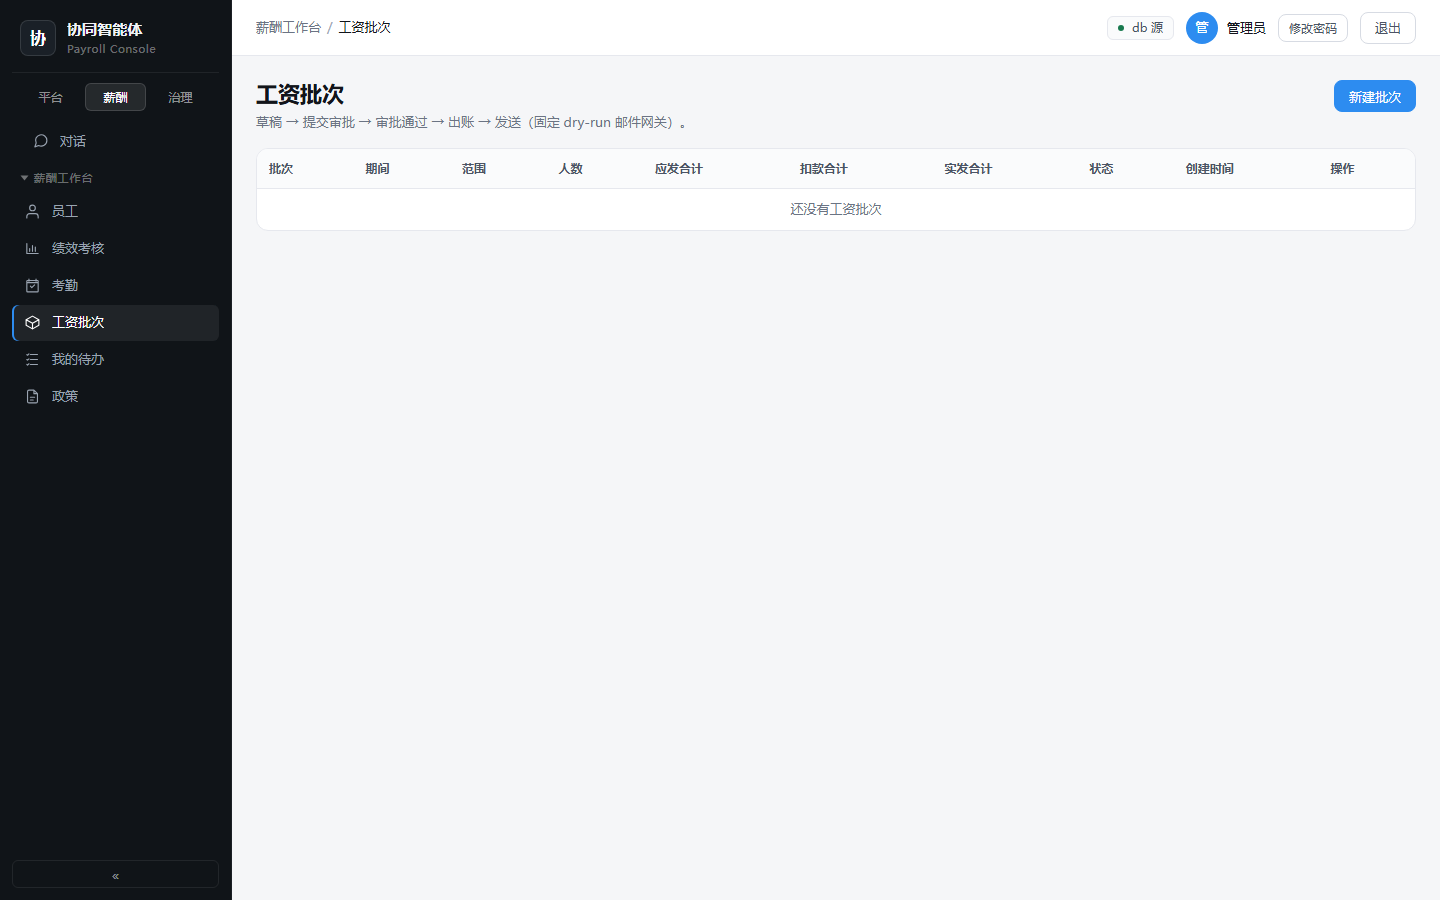 协
协同智能体
Payroll Console
平台 薪酬 治理
对话
薪酬工作台
员工
绩效考核
考勤
工资批次
我的待办
政策
«
薪酬工作台 / 工资批次
db 源
管
管理员
修改密码
退出
工资批次
新建批次
草稿 → 提交审批 → 审批通过 → 出账 → 发送（固定 dry-run 邮件网关）。
批次 期间 范围 人数 应发合计 扣款合计 实发合计 状态 创建时间 操作
还没有工资批次